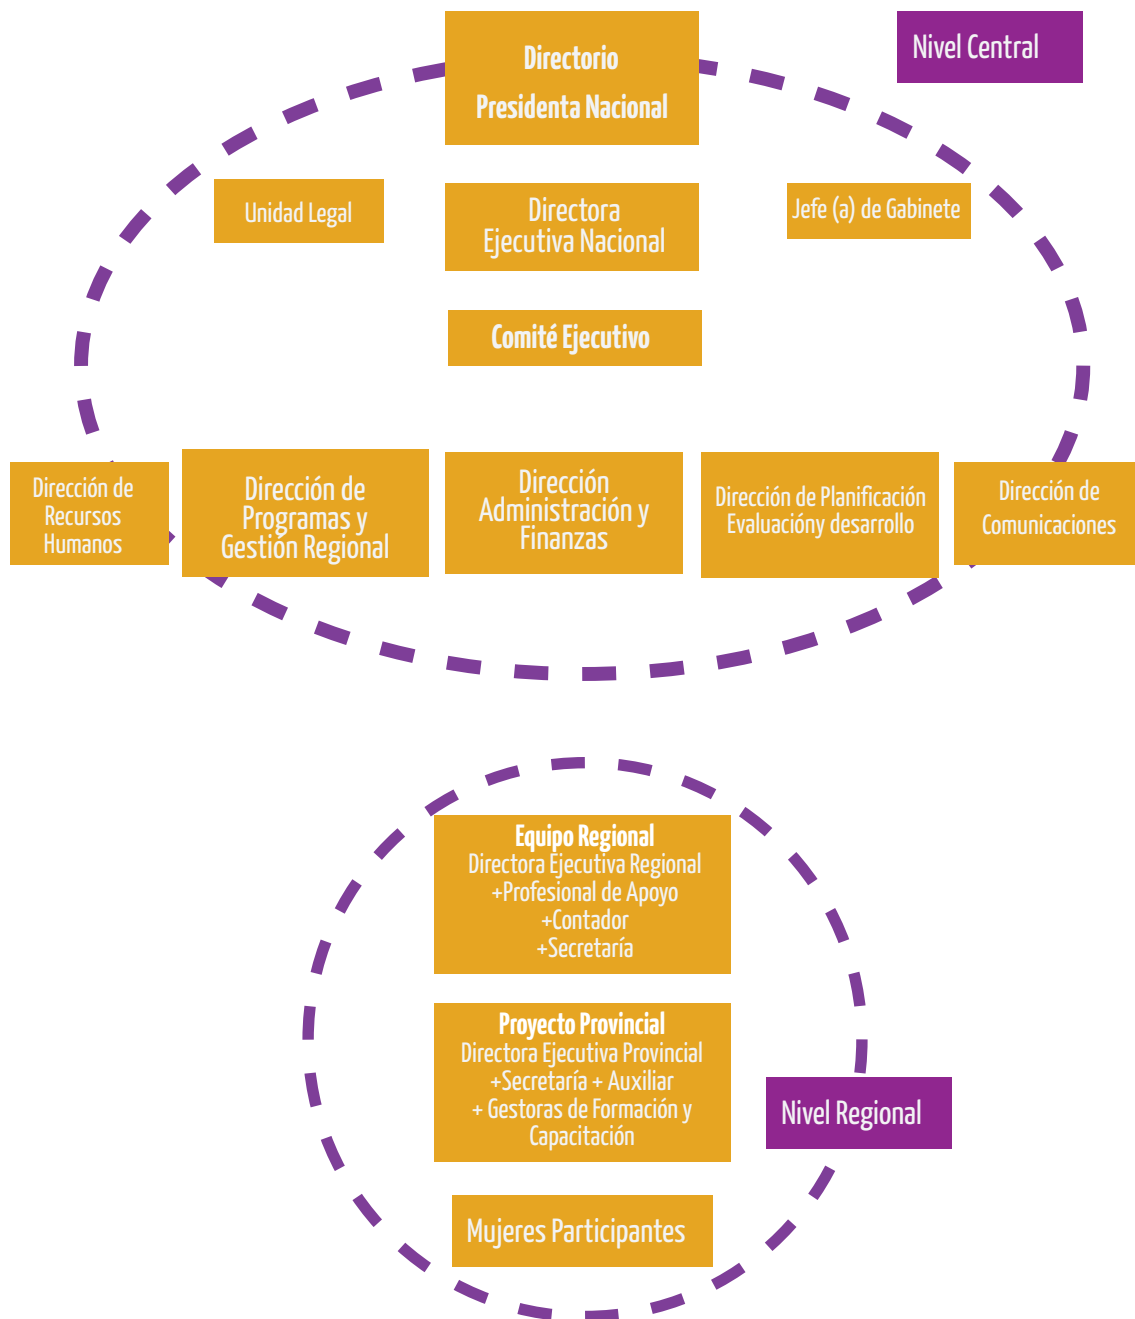 Directorio
Presidenta Nacional
Nivel Central
Unidad Legal
Directora
Ejecutiva Nacional
Jefe (a) de Gabinete
Comité Ejecutivo
Dirección de
Recursos
Humanos
Dirección de
Programas y
Gestión Regional
Dirección
Administración y
Finanzas
Dirección de Planificación
Evaluacióny desarrollo
Dirección de
Comunicaciones
Equipo Regional
Directora Ejecutiva Regional
+Profesional de Apoyo
+Contador
+Secretaría
Proyecto Provincial
Directora Ejecutiva Provincial
+Secretaría + Auxiliar
+ Gestoras de Formación y
Capacitación
Nivel Regional
Mujeres Participantes